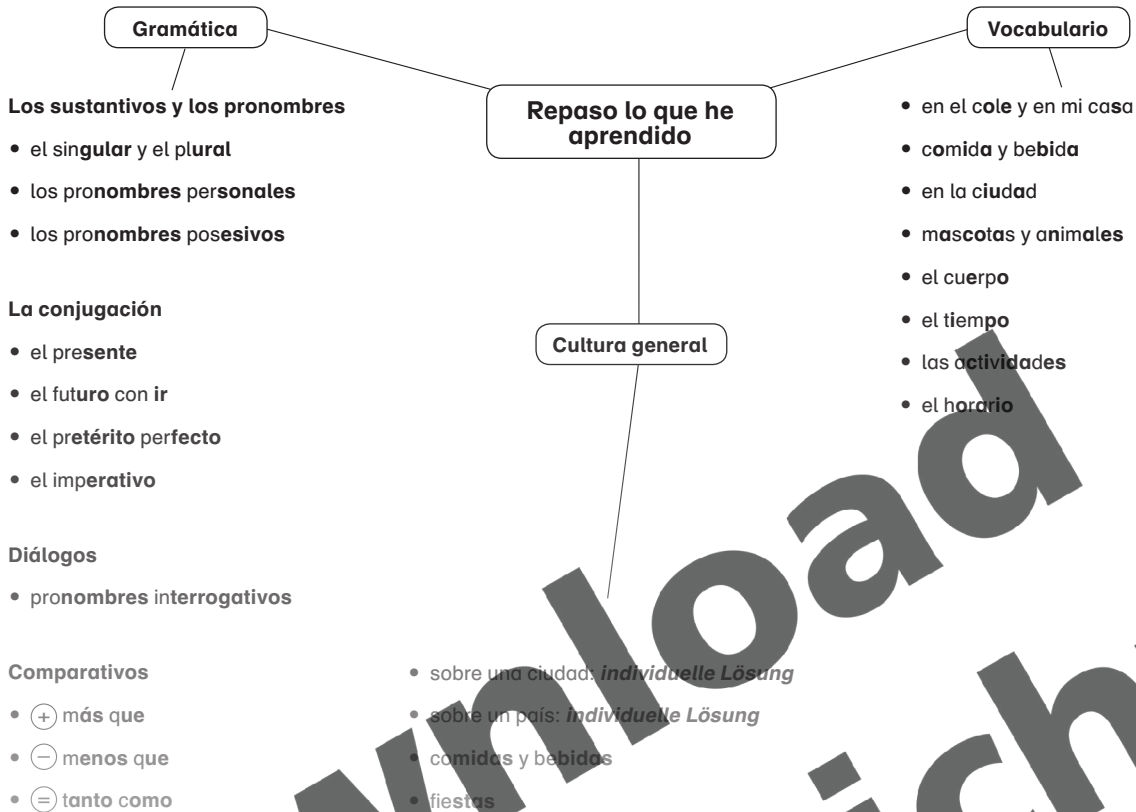 Gramática
Vocabulario
Repaso lo que he
aprendido
Los sustantivos y los pronombres
• el singular y el plural
• los pronombres personales
• los pronombres posesivos
La conjugación
• el presente
• el futuro con ir
• el pretérito perfecto
• el imperativo
Diálogos
• pronombres interrogativos
Comparativos
• + más que
• − menos que
• = tanto como
Cultura general
• sobre una ciudad: individuelle Lösung
• sobre un país: individuelle Lösung
• comidas y bebidas
• fiestas
• en el cole y en mi casa
• comida y bebida
• en la ciudad
• mascotas y animales
• el cuerpo
• el tiempo
• las actividades
• el horario